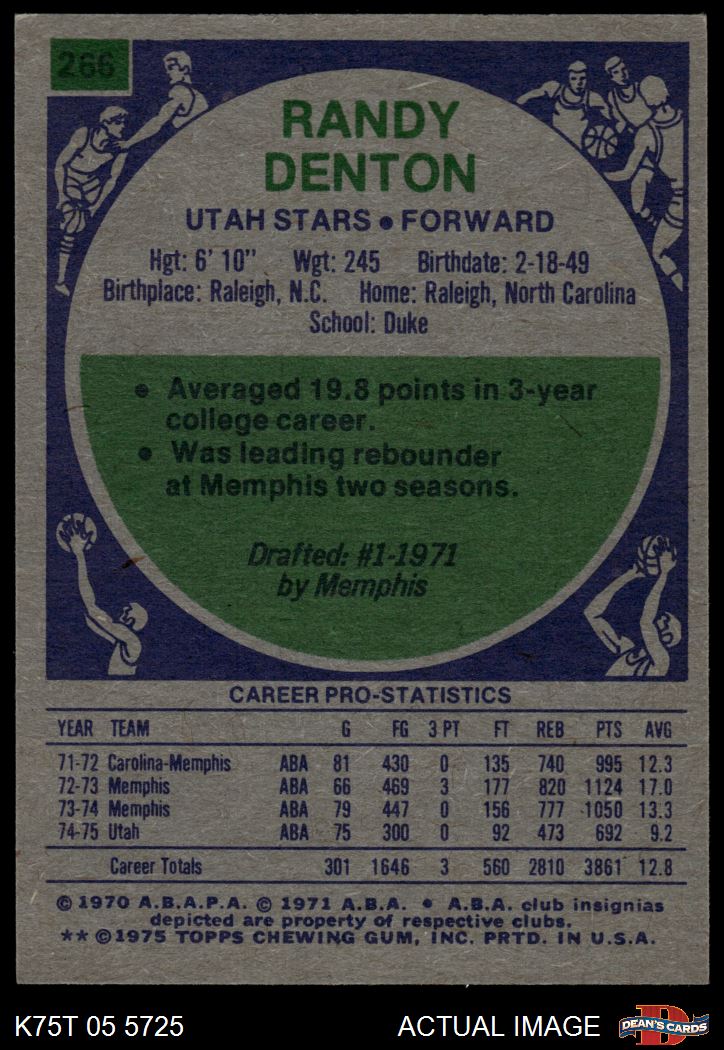 266
RANDY
DENTON
UTAH STARS • FORWARD
Hgt: 6' 10" Wgt: 245 Birthdate: 2-18-49
Birthplace: Raleigh, N.C. Home: Raleigh, North Carolina
School: Duke
• Averaged 19.8 points in 3-year
college career.
• Was leading rebounder
at Memphis two seasons.
Drafted: #1-1971
by Memphis
CAREER PRO-STATISTICS
YEAR TEAM G FG 3 PT FT REB PTS AVG
71-72 Carolina-Memphis ABA 81 430 0 135 740 995 12.3
72-73 Memphis ABA 66 469 3 177 820 1124 17.0
73-74 Memphis ABA 79 447 0 156 777 1050 13.3
74-75 Utah ABA 75 300 0 92 473 692 9.2
Career Totals 301 1646 3 560 2810 3861 12.8
© 1970 A.B.A.P.A. © 1971 A.B.A. • A.B.A. club insignias
depicted are property of respective clubs.
** © 1975 TOPPS CHEWING GUM, INC. PRTD. IN U.S.A.
K75T 05 5725 ACTUAL IMAGE D DEAN'S CARDS